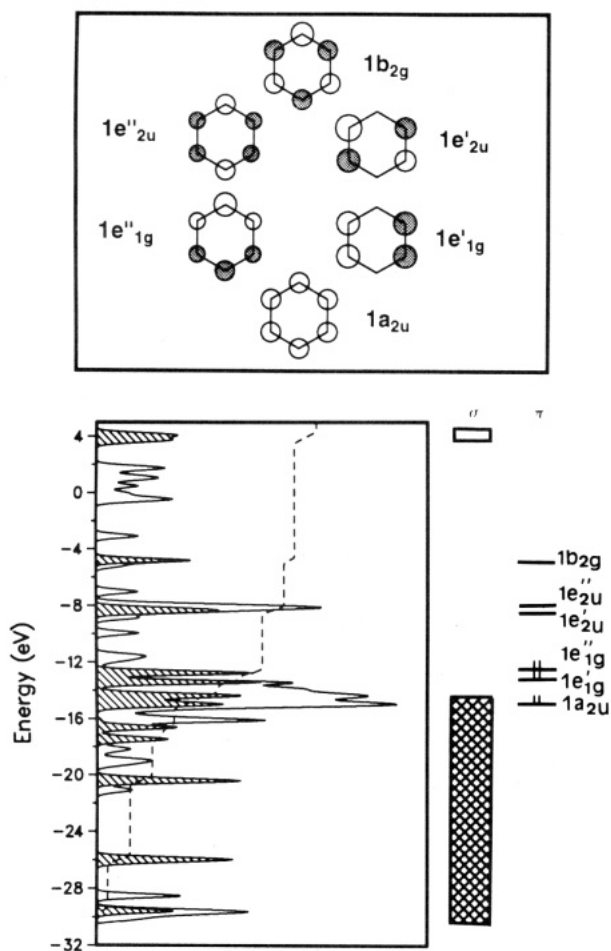 1b2g
1e''2u
1e'2u
1e''1g
1e'1g
1a2u
σ π
4
0
-4
-8
-12
-16
-20
-24
-28
-32
Energy (eV)
1b2g
1e''2u
1e'2u
1e''1g
1e'1g
1a2u